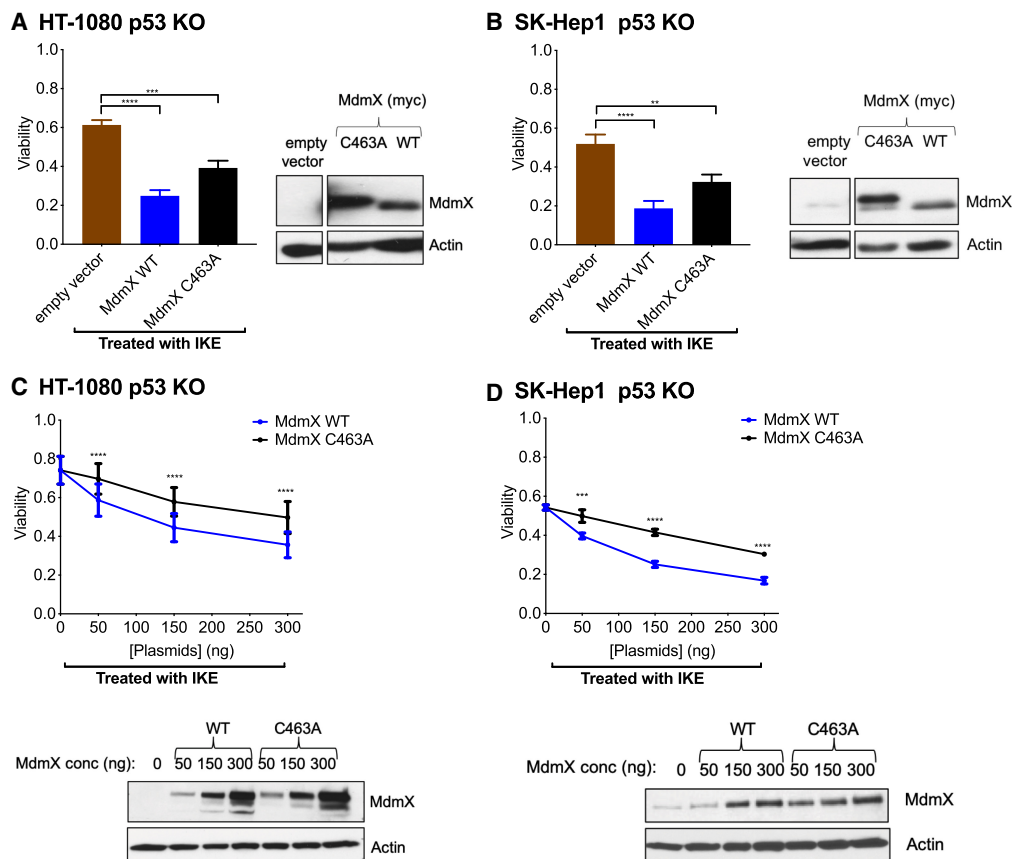 A HT-1080 p53 KO
1.0
0.8
0.6
0.4
0.2
0.0
Viability
***
****
empty vector
MdmX WT
MdmX C463A
Treated with IKE
MdmX (myc)
empty
vector
C463A WT
MdmX
Actin
B SK-Hep1 p53 KO
1.0
0.8
0.6
0.4
0.2
0.0
Viability
**
****
empty vector
MdmX WT
MdmX C463A
Treated with IKE
MdmX (myc)
empty
vector
C463A WT
MdmX
Actin
C HT-1080 p53 KO
1.0
0.8
0.6
0.4
0.2
0.0
Viability
MdmX WT
MdmX C463A
**** **** ****
0 50 100 150 200 250 300
[Plasmids] (ng)
Treated with IKE
WT C463A
MdmX conc (ng): 0 50 150 300 50 150 300
MdmX
Actin
D SK-Hep1 p53 KO
1.0
0.8
0.6
0.4
0.2
0.0
Viability
MdmX WT
MdmX C463A
*** **** ****
0 50 100 150 200 250 300
[Plasmids] (ng)
Treated with IKE
WT C463A
MdmX conc (ng): 0 50 150 300 50 150 300
MdmX
Actin